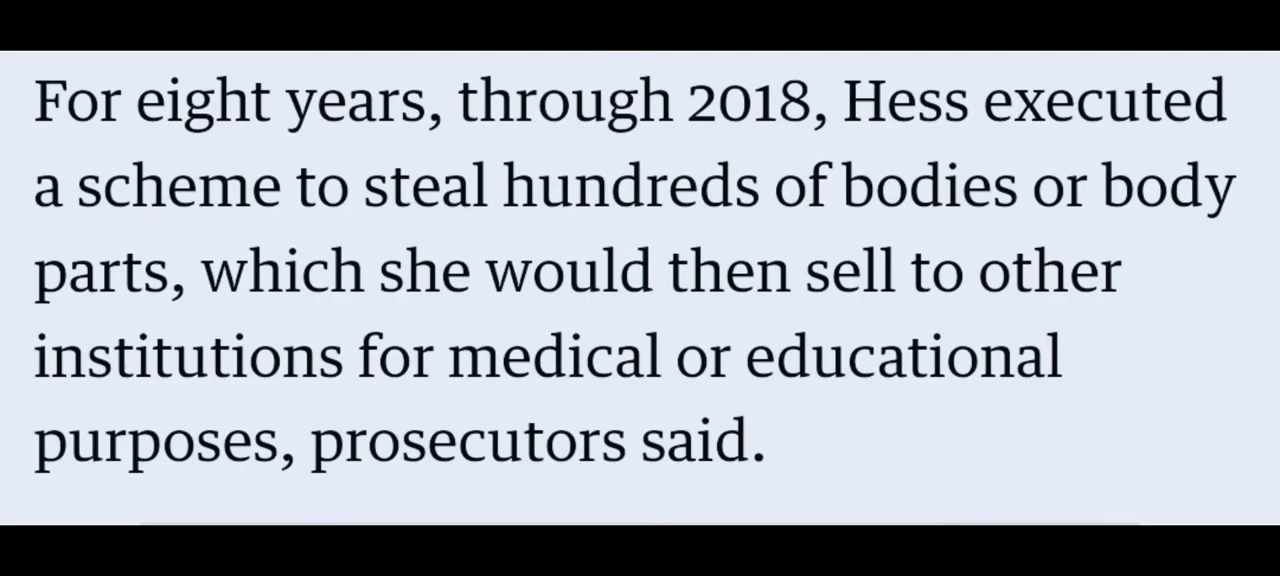 For eight years, through 2018, Hess executed
a scheme to steal hundreds of bodies or body
parts, which she would then sell to other
institutions for medical or educational
purposes, prosecutors said.